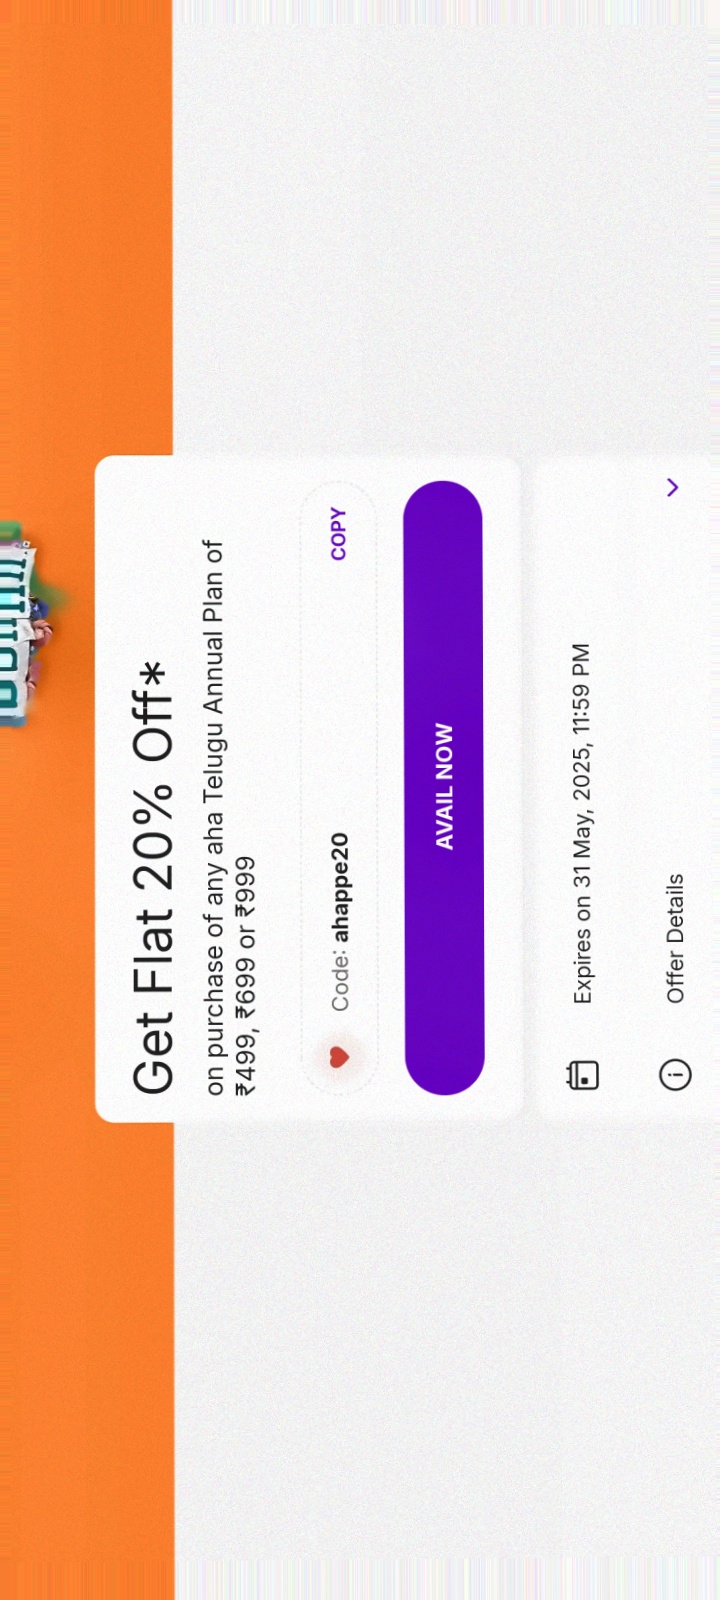 Get Flat 20% Off*
on purchase of any aha Telugu Annual Plan of
₹499, ₹699 or ₹999
Code: ahappe20
COPY
AVAIL NOW
Expires on 31 May, 2025, 11:59 PM
Offer Details